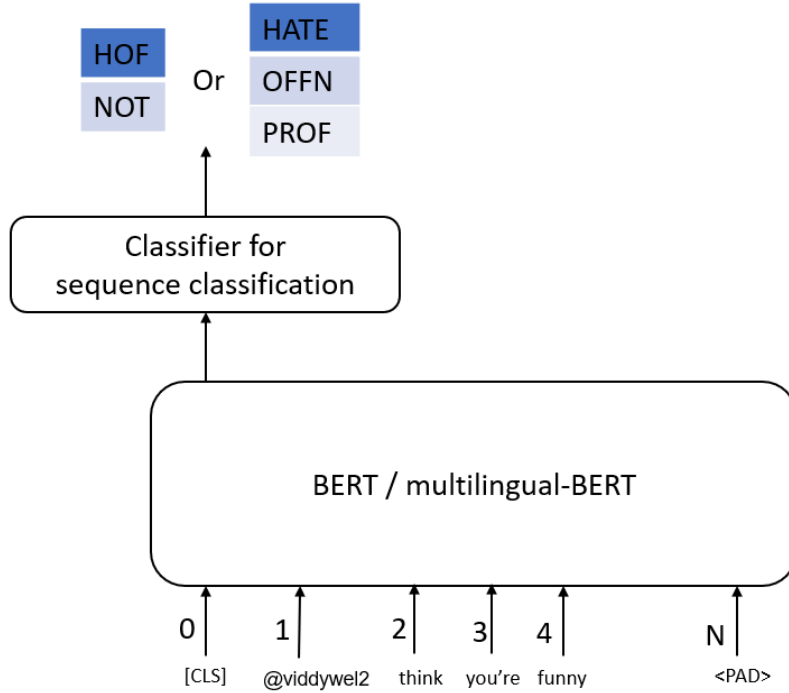 HOF
NOT
Or
HATE
OFFN
PROF
Classifier for
sequence classification
BERT / multilingual-BERT
0 1 2 3 4 N
[CLS] @viddywel2 think you're funny <PAD>